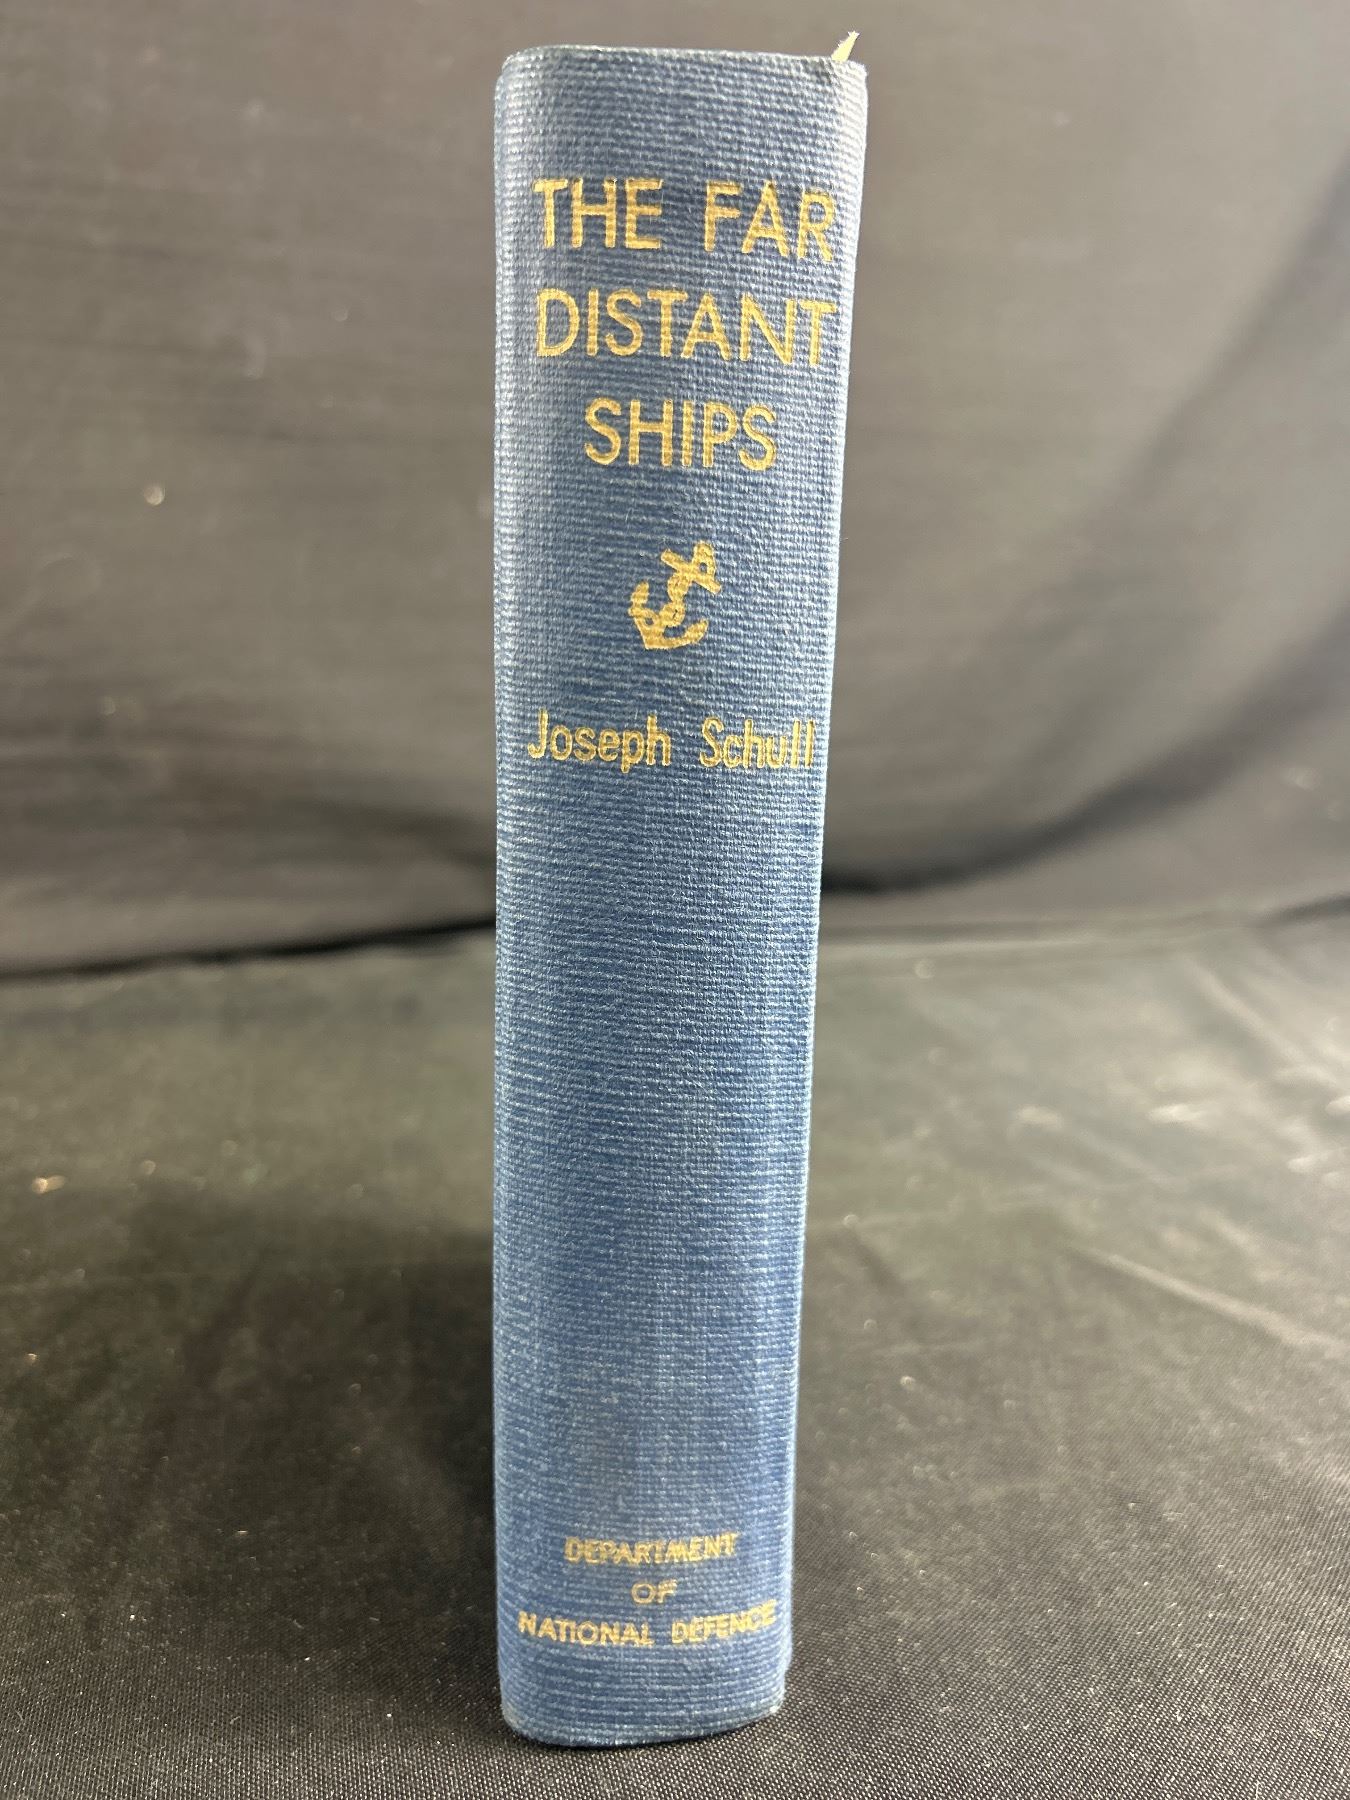 THE FAR
DISTANT
SHIPS
Joseph Schull
DEPARTMENT
OF
NATIONAL DEFENCE